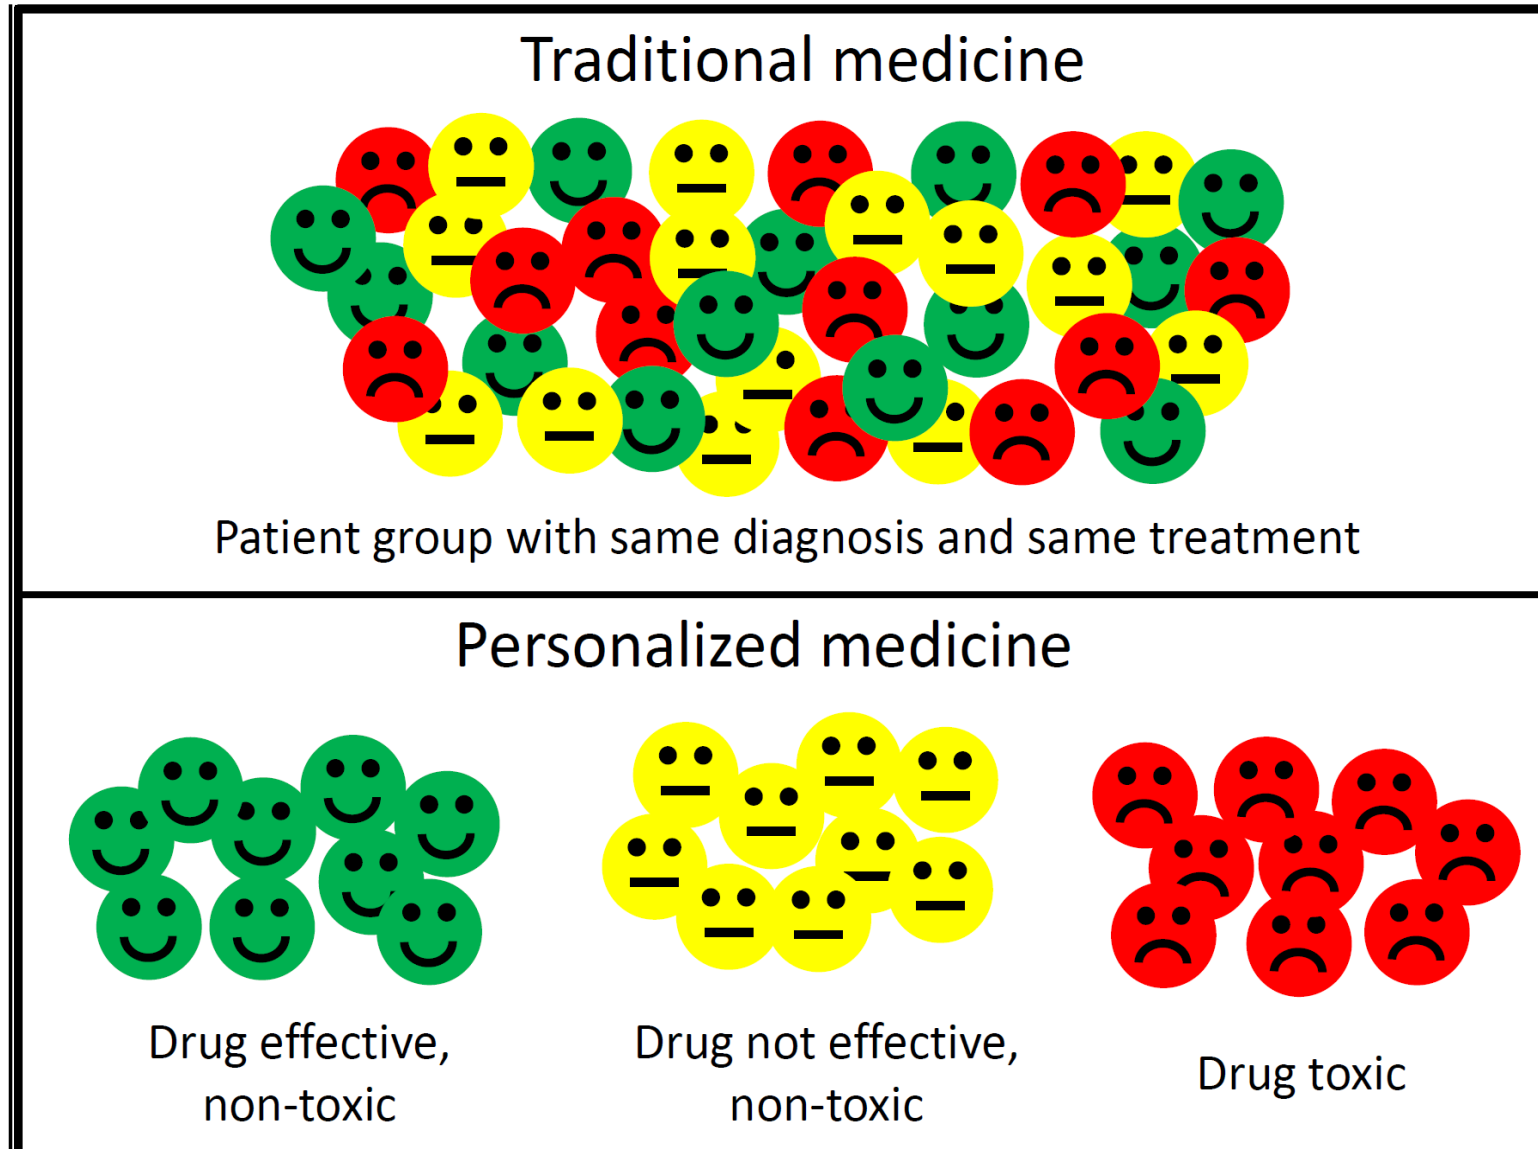 Traditional medicine
Patient group with same diagnosis and same treatment
Personalized medicine
Drug effective,
non-toxic
Drug not effective,
non-toxic
Drug toxic